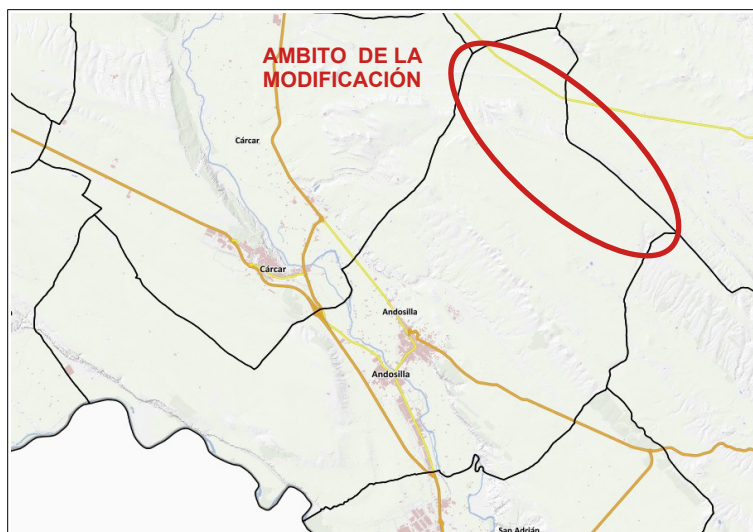 AMBITO DE LA
MODIFICACIÓN
Cárcar
Cárcar
Andosilla
Andosilla
San Adrián